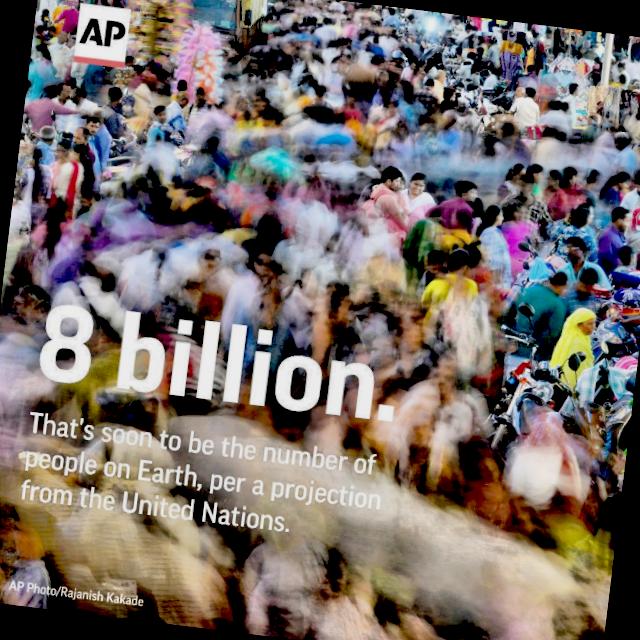 AP
8 billion.
That's soon to be the number of
people on Earth, per a projection
from the United Nations.
AP Photo/Rajanish Kakade